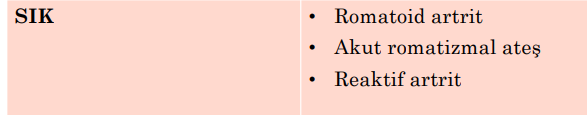 SIK
• Romatoid artrit
• Akut romatizmal ateş
• Reaktif artrit